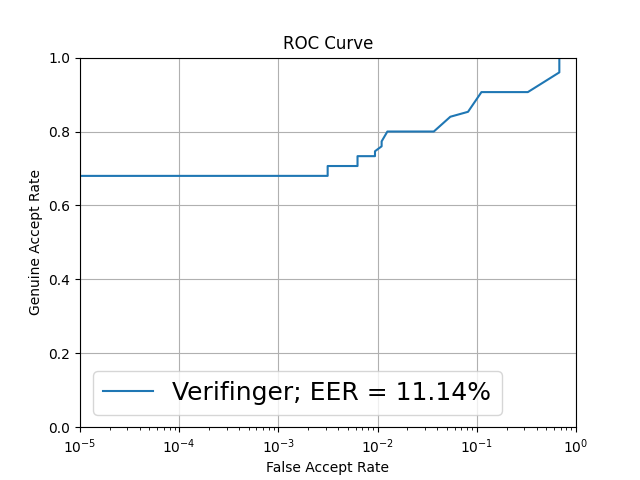 ROC Curve
Genuine Accept Rate
1.0
0.8
0.6
0.4
0.2
0.0
Verifinger; EER = 11.14%
10⁻⁵ 10⁻⁴ 10⁻³ 10⁻² 10⁻¹ 10⁰
False Accept Rate